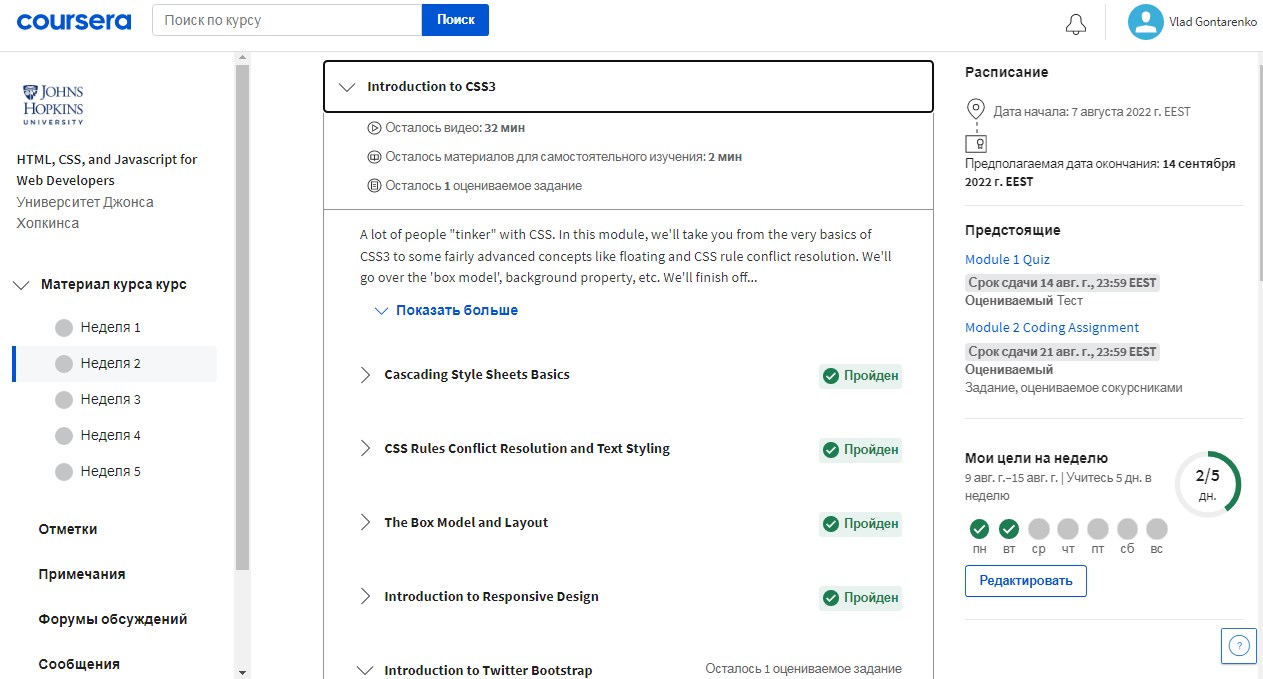 coursera
Поиск по курсу
Поиск
Vlad Gontarenko
JOHNS
HOPKINS
UNIVERSITY
HTML, CSS, and Javascript for
Web Developers
Университет Джонса
Хопкинса
Материал курса курс
Неделя 1
Неделя 2
Неделя 3
Неделя 4
Неделя 5
Отметки
Примечания
Форумы обсуждений
Сообщения
Introduction to CSS3
Осталось видео: 32 мин
Осталось материалов для самостоятельного изучения: 2 мин
Осталось 1 оцениваемое задание
A lot of people "tinker" with CSS. In this module, we'll take you from the very basics of
CSS3 to some fairly advanced concepts like floating and CSS rule conflict resolution. We'll
go over the 'box model', background property, etc. We'll finish off...
Показать больше
Cascading Style Sheets Basics
Пройден
CSS Rules Conflict Resolution and Text Styling
Пройден
The Box Model and Layout
Пройден
Introduction to Responsive Design
Пройден
Introduction to Twitter Bootstrap
Осталось 1 оцениваемое задание
Расписание
Дата начала: 7 августа 2022 г. EEST
Предполагаемая дата окончания: 14 сентября
2022 г. EEST
Предстоящие
Module 1 Quiz
Срок сдачи 14 авг. г., 23:59 EEST
Оцениваемый Тест
Module 2 Coding Assignment
Срок сдачи 21 авг. г., 23:59 EEST
Оцениваемый
Задание, оцениваемое сокурсниками
Мои цели на неделю
9 авг. г.–15 авг. г. | Учитесь 5 дн. в
неделю
2/5
дн.
пн вт ср чт пт сб вс
Редактировать
?